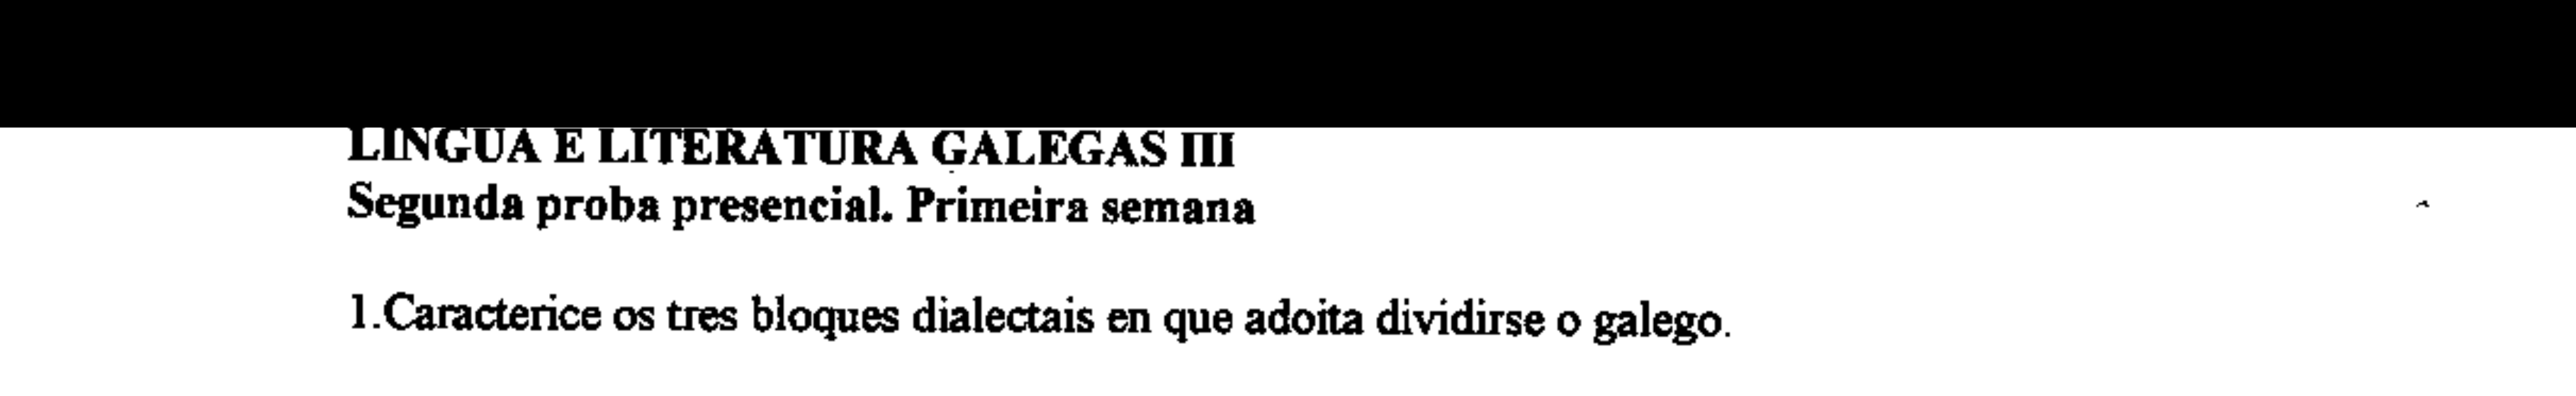 LINGUA E LITERATURA GALEGAS III
Segunda proba presencial. Primeira semana
1.Caracterice os tres bloques dialectais en que adoita dividirse o galego.